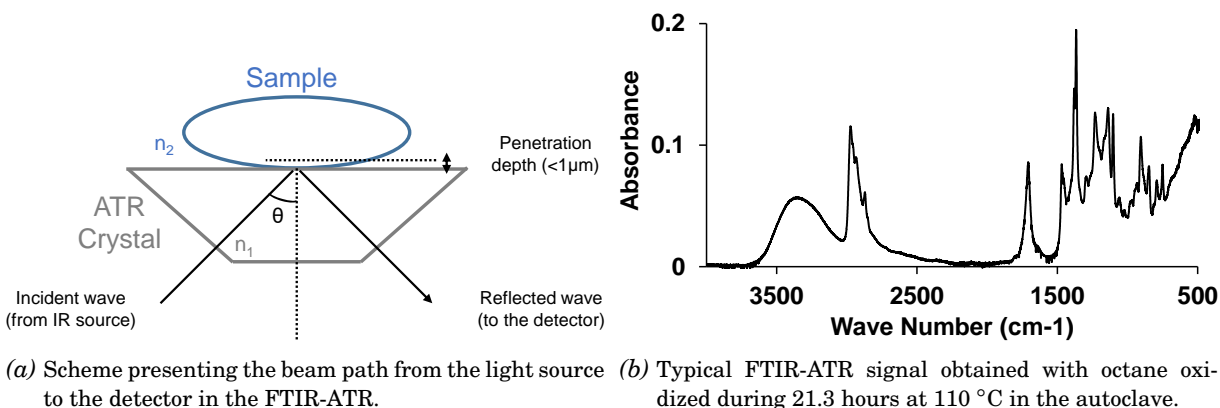 Sample
n2
Penetration
depth (<1µm)
ATR
Crystal
θ
n1
Incident wave
(from IR source)
Reflected wave
(to the detector)
(a) Scheme presenting the beam path from the light source
to the detector in the FTIR-ATR.
0.2
0.1
0
Absorbance
3500
2500
1500
500
Wave Number (cm-1)
(b) Typical FTIR-ATR signal obtained with octane oxi-
dized during 21.3 hours at 110 °C in the autoclave.